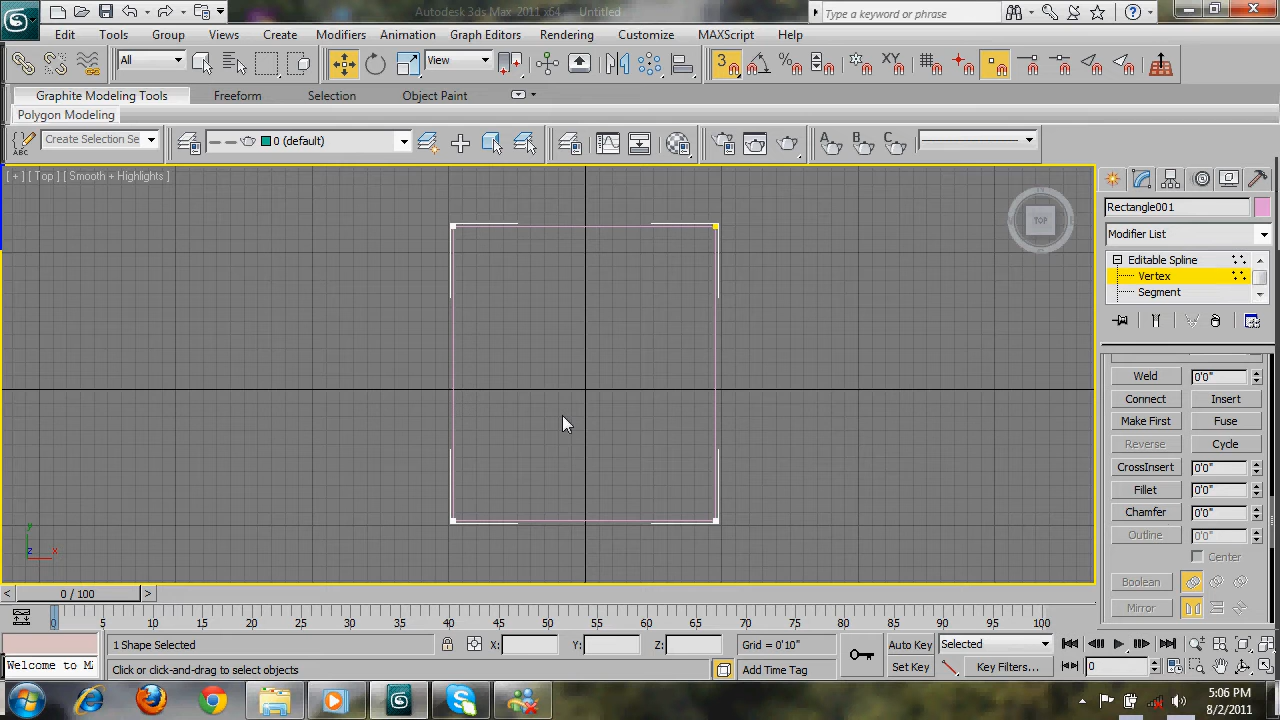 Autodesk 3ds Max 2011 x64 Untitled
Type a keyword or phrase
Edit Tools Group Views Create Modifiers Animation Graph Editors Rendering Customize MAXScript Help
All View 3 % XY
Graphite Modeling Tools Freeform Selection Object Paint
Polygon Modeling
ABC Create Selection Se 0 (default) A B C
[ + ] [ Top ] [ Smooth + Highlights ]
TOP
Rectangle001
Modifier List
Editable Spline
Vertex
Segment
Weld 0'0"
Connect Insert
Make First Fuse
Reverse Cycle
CrossInsert 0'0"
Fillet 0'0"
Chamfer 0'0"
Outline 0'0"
Center
Boolean
Mirror
y
z x
< 0 / 100 >
0 5 10 15 20 25 30 35 40 45 50 55 60 65 70 75 80 85 90 95 100
1 Shape Selected X: Y: Z: Grid = 0'10" Auto Key Selected
Welcome to M Click or click-and-drag to select objects Add Time Tag Set Key Key Filters... 0
5:06 PM
8/2/2011